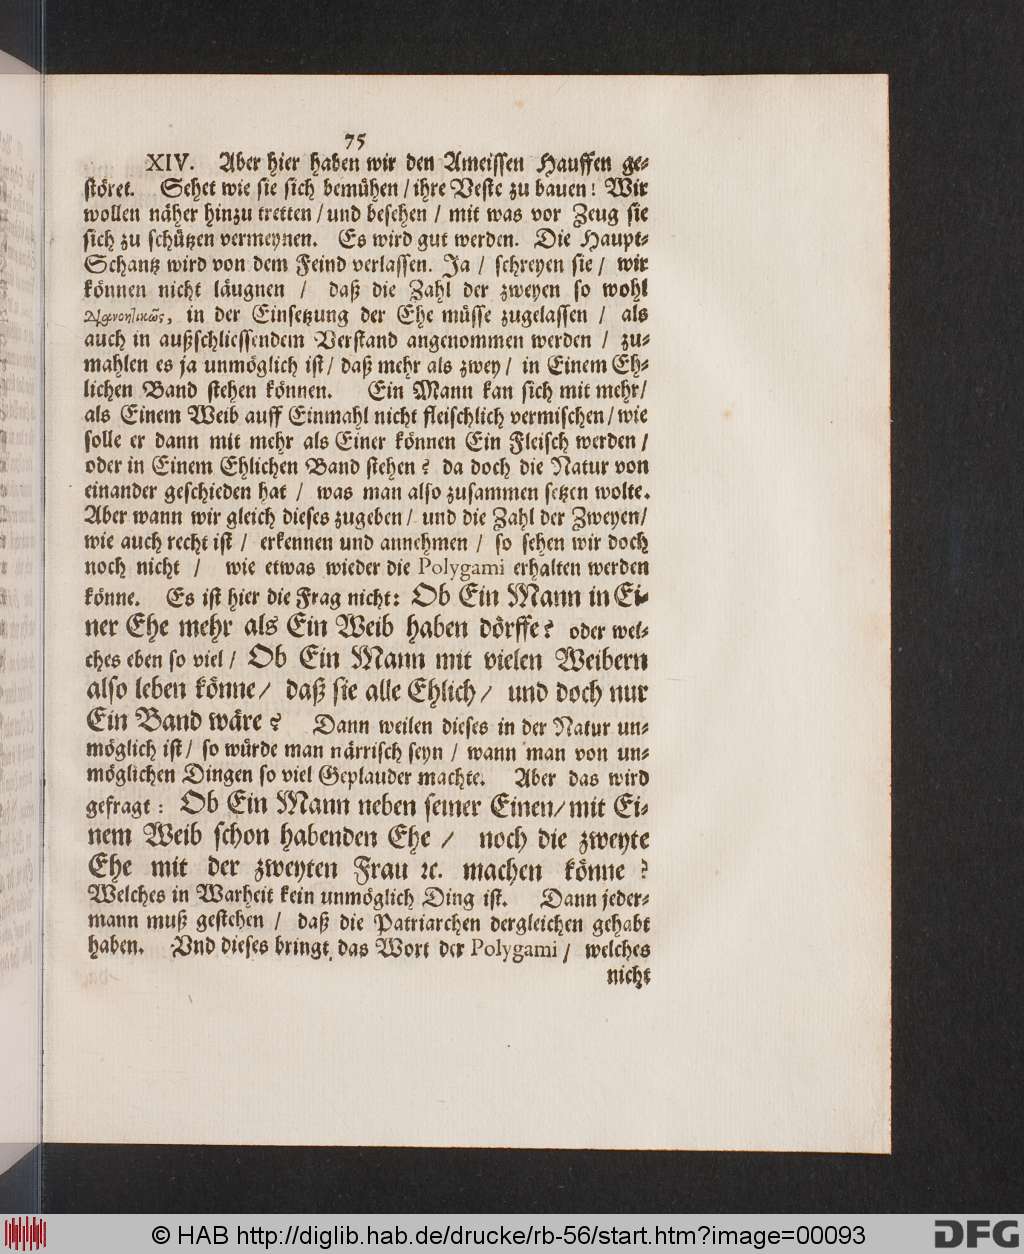 75
XIV. Aber hier haben wir den Ameissen Hauffen ge-
störet. Sehet wie sie sich bemühen / ihre Veste zu bauen! Wir
wollen näher hinzu tretten / und besehen / mit was vor Zeug sie
sich zu schützen vermeynen. Es wird gut werden. Die Haupt-
Schantz wird von dem Feind verlassen. Ja / schreyen sie / wir
können nicht läugnen / daß die Zahl der zweyen so wohl
in der Einsetzung der Ehe müsse zugelassen / als
auch in außschliessendem Verstand angenommen werden / zu-
mahlen es ja unmöglich ist / daß mehr als zwey / in Einem Eh-
lichen Band stehen können. Ein Mann kan sich mit mehr /
als Einem Weib auff Einmahl nicht fleischlich vermischen / wie
solle er dann mit mehr als Einer können Ein Fleisch werden /
oder in Einem Ehlichen Band stehen? da doch die Natur von
einander geschieden hat / was man also zusammen setzen wolte.
Aber wann wir gleich dieses zugeben / und die Zahl der Zweyen /
wie auch recht ist / erkennen und annehmen / so sehen wir doch
noch nicht / wie etwas wieder die Polygami erhalten werden
könne. Es ist hier die Frag nicht: Ob Ein Mann in Ei-
ner Ehe mehr als Ein Weib haben dörffe? oder wel-
ches eben so viel / Ob Ein Mann mit vielen Weibern
also leben könne / daß sie alle Ehlich / und doch nur
Ein Band wäre? Dann weilen dieses in der Natur un-
möglich ist / so würde man närrisch seyn / wann man von un-
möglichen Dingen so viel Geplauder machte. Aber das wird
gefragt: Ob Ein Mann neben seiner Einen / mit Ei-
nem Weib schon habenden Ehe / noch die zweyte
Ehe mit der zweyten Frau ꝛc. machen könne?
Welches in Warheit kein unmöglich Ding ist. Dann jeder-
mann muß gestehen / daß die Patriarchen dergleichen gehabt
haben. Vnd dieses bringt das Wort der Polygami / welches
nicht
© HAB http://diglib.hab.de/drucke/rb-56/start.htm?image=00093
DFG